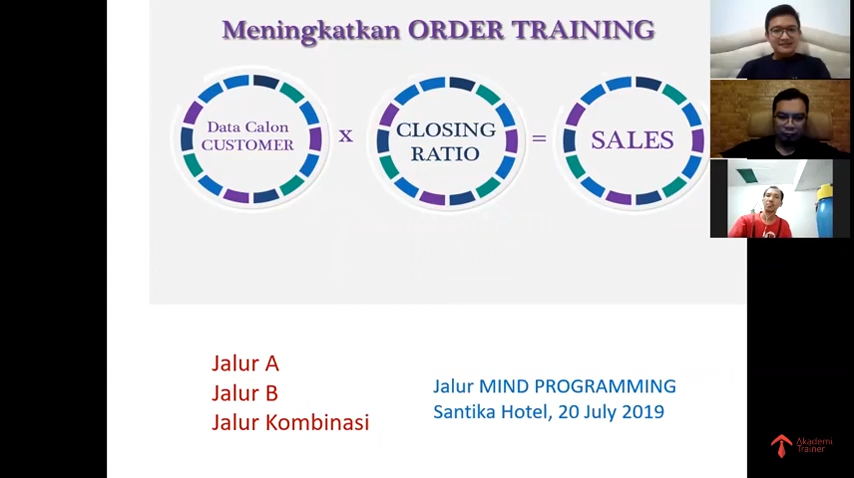 Meningkatkan ORDER TRAINING
Data Calon
CUSTOMER
x
CLOSING
RATIO
=
SALES
Jalur A
Jalur B
Jalur Kombinasi
Jalur MIND PROGRAMMING
Santika Hotel, 20 July 2019
Akademi
Trainer